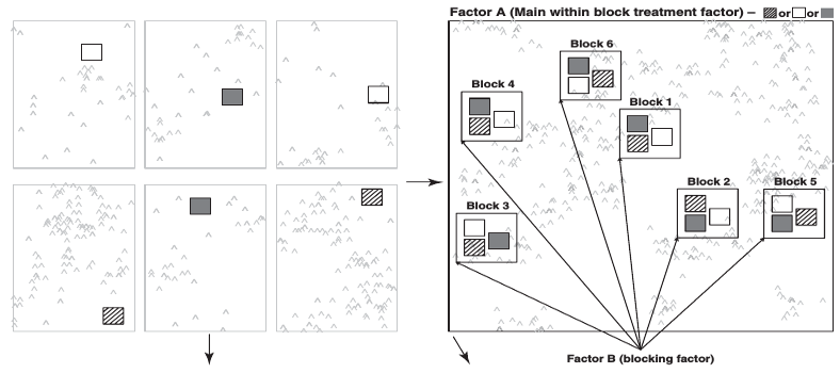 Factor A (Main within block treatment factor) – or or
Block 6
Block 4
Block 1
Block 2
Block 5
Block 3
Factor B (blocking factor)